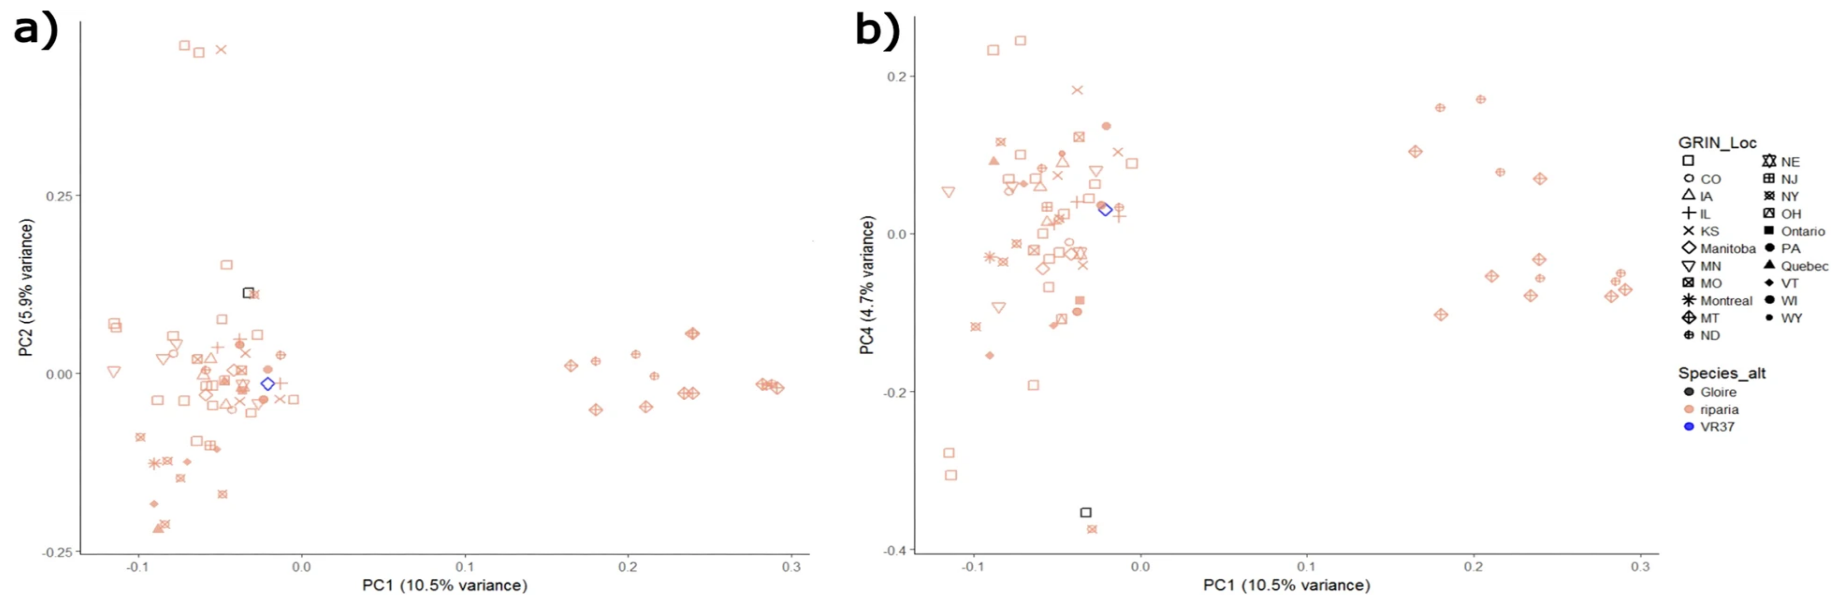 a)
0.25
0.00
-0.25
PC2 (5.9% variance)
-0.1
0.0
0.1
0.2
0.3
PC1 (10.5% variance)
b)
0.2
0.0
-0.2
-0.4
PC4 (4.7% variance)
-0.1
0.0
0.1
0.2
0.3
PC1 (10.5% variance)
GRIN_Loc
CO
IA
IL
KS
Manitoba
MN
MO
Montreal
MT
ND
NE
NJ
NY
OH
Ontario
PA
Quebec
VT
WI
WY
Species_alt
Gloire
riparia
VR37